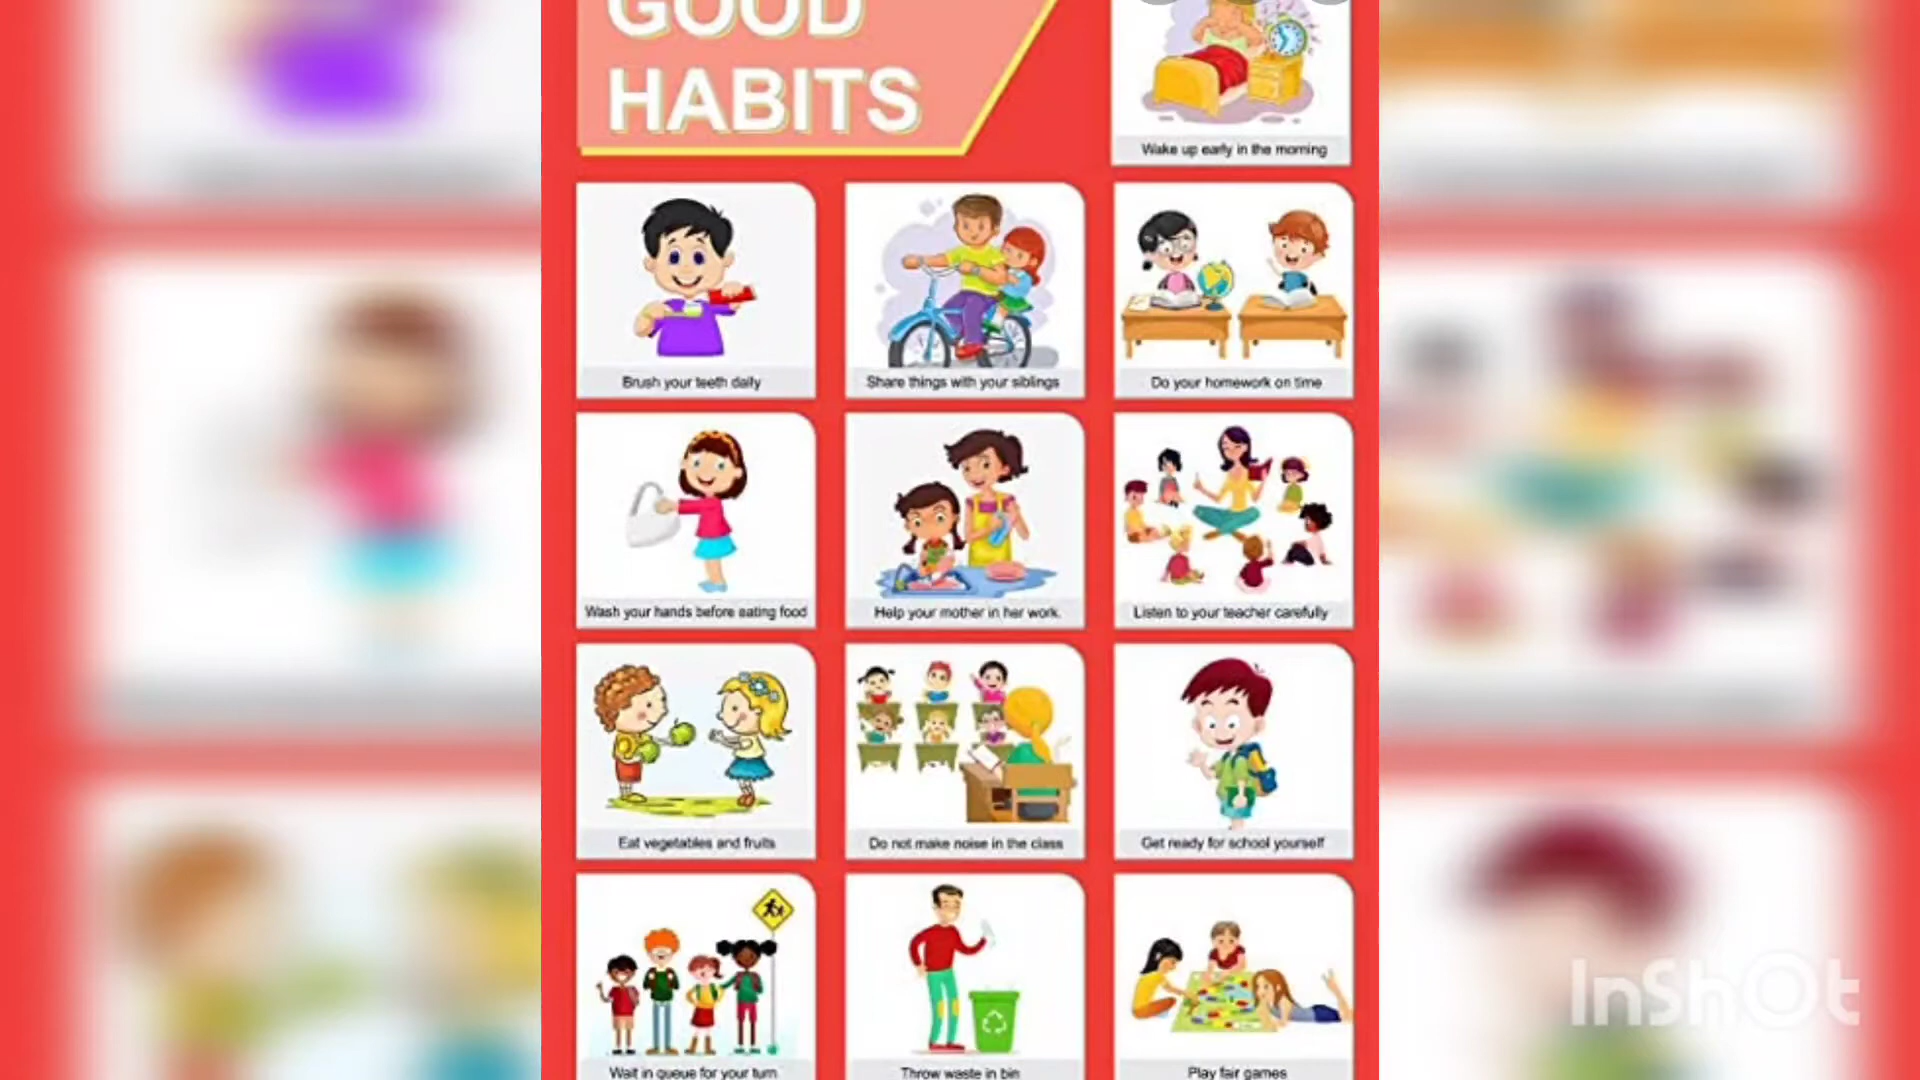 GOOD
HABITS
Wake up early in the morning
Brush your teeth daily
Share things with your siblings
Do your homework on time
Wash your hands before eating food
Help your mother in her work.
Listen to your teacher carefully
Eat vegetables and fruits
Do not make noise in the class
Get ready for school yourself
Wait in queue for your turn
Throw waste in bin
Play fair games
InShOt